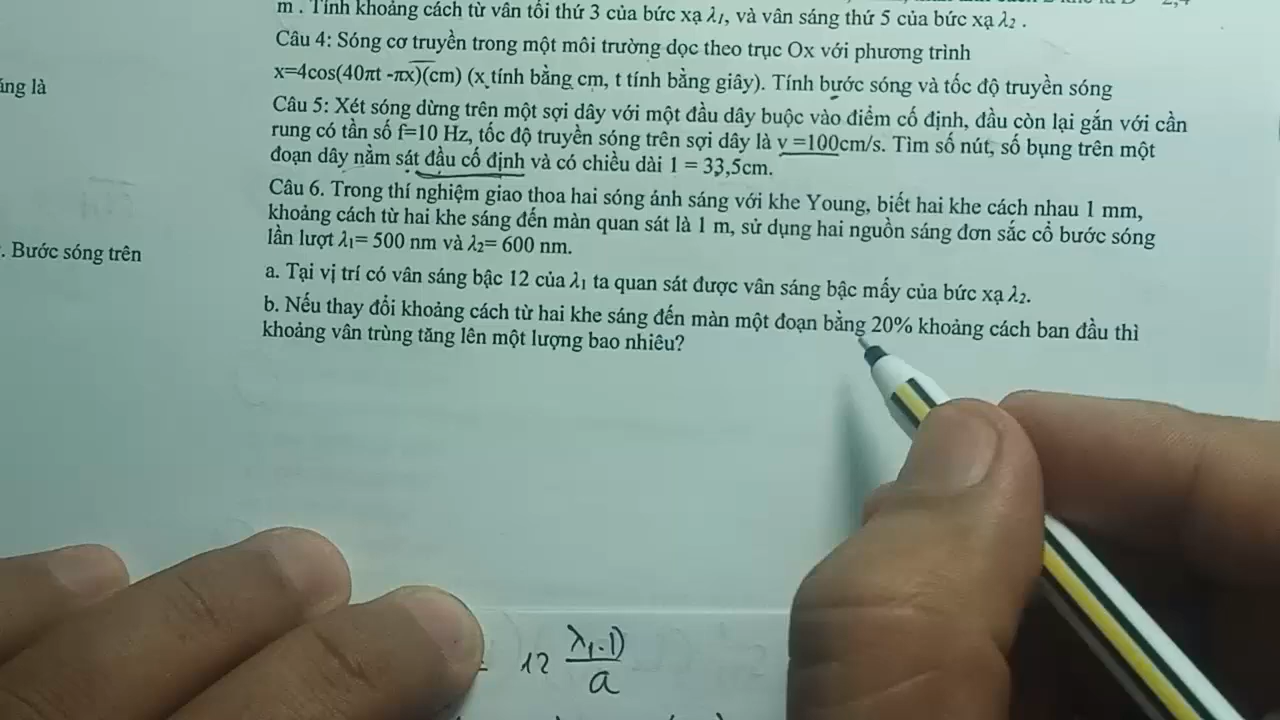 m . Tính khoảng cách từ vân tối thứ 3 của bức xạ λ1, và vân sáng thứ 5 của bức xạ λ2 .
Câu 4: Sóng cơ truyền trong một môi trường dọc theo trục Ox với phương trình
x=4cos(40πt -πx)(cm) (x tính bằng cm, t tính bằng giây). Tính bước sóng và tốc độ truyền sóng
áng là
Câu 5: Xét sóng dừng trên một sợi dây với một đầu dây buộc vào điểm cố định, đầu còn lại gắn với cần
rung có tần số f=10 Hz, tốc độ truyền sóng trên sợi dây là v =100cm/s. Tìm số nút, số bụng trên một
đoạn dây nằm sát đầu cố định và có chiều dài l = 33,5cm.
Câu 6. Trong thí nghiệm giao thoa hai sóng ánh sáng với khe Young, biết hai khe cách nhau 1 mm,
khoảng cách từ hai khe sáng đến màn quan sát là 1 m, sử dụng hai nguồn sáng đơn sắc cố bước sóng
lần lượt λ1= 500 nm và λ2= 600 nm.
. Bước sóng trên
a. Tại vị trí có vân sáng bậc 12 của λ1 ta quan sát được vân sáng bậc mấy của bức xạ λ2.
b. Nếu thay đổi khoảng cách từ hai khe sáng đến màn một đoạn bằng 20% khoảng cách ban đầu thì
khoảng vân trùng tăng lên một lượng bao nhiêu?
12 λ1.D
a